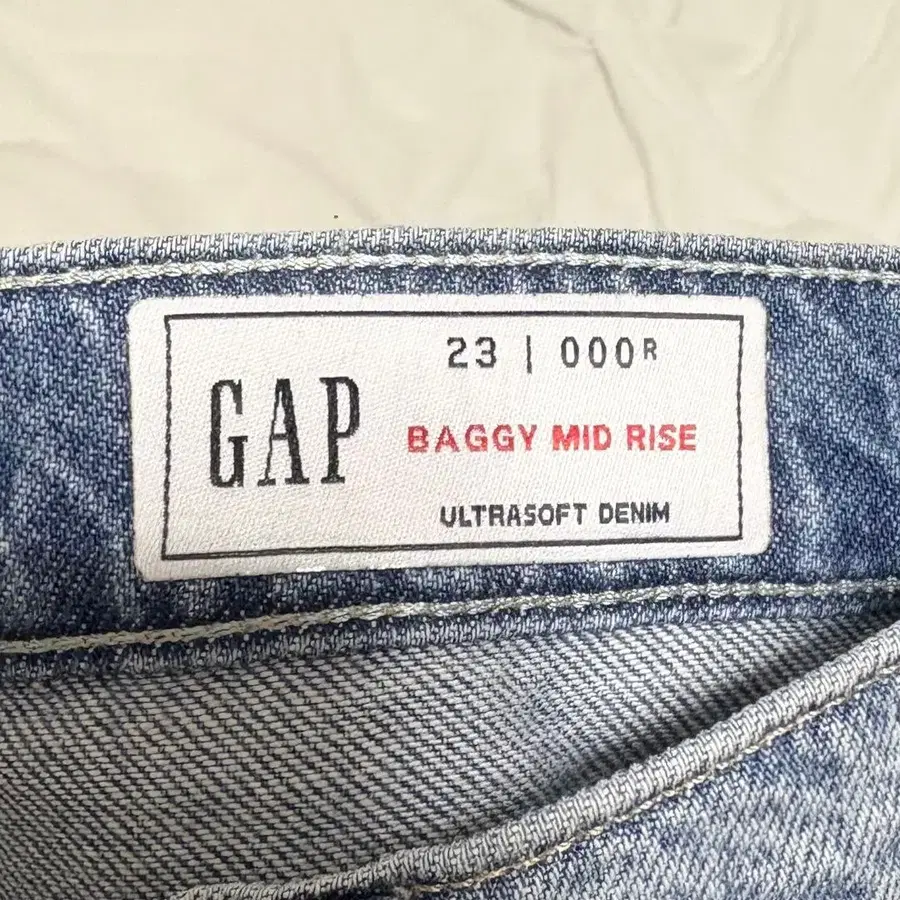 GAP
23 | 000R
BAGGY MID RISE
ULTRASOFT DENIM